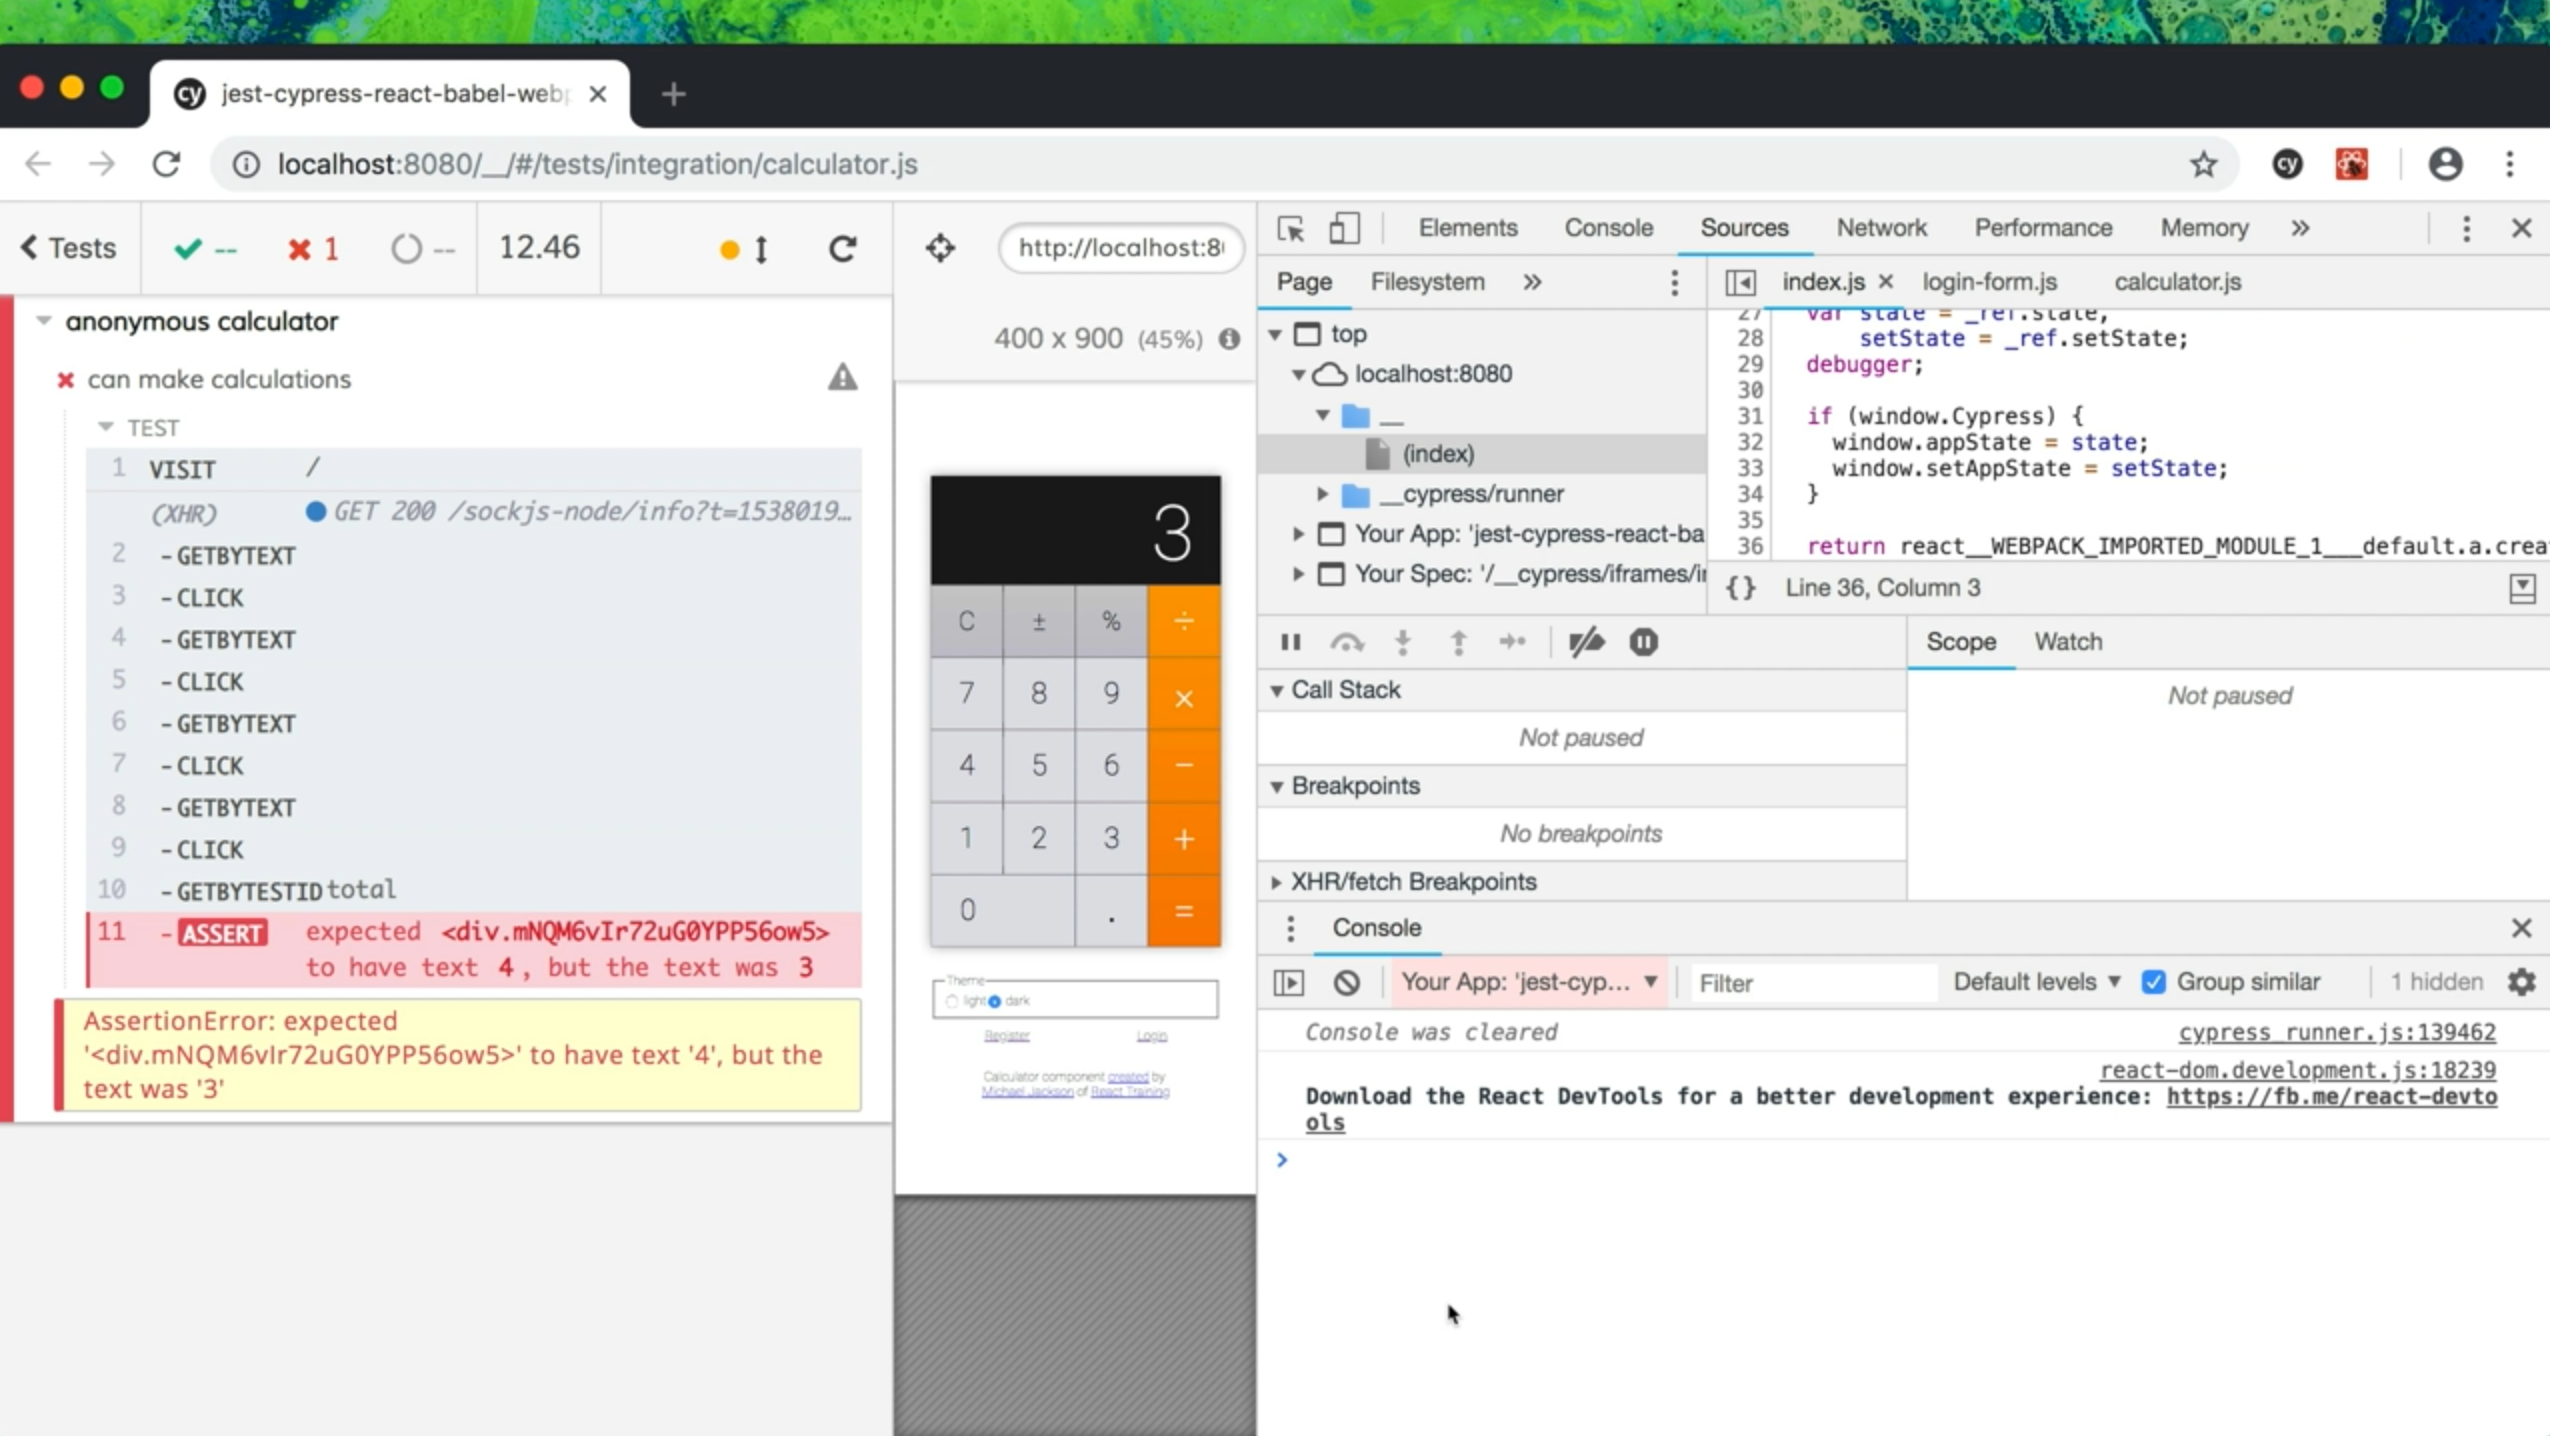 cy jest-cypress-react-babel-webp
localhost:8080/__/#/tests/integration/calculator.js
cy
Tests
-- 1 -- 12.46
anonymous calculator
can make calculations
TEST
1 VISIT /
(XHR) GET 200 /sockjs-node/info?t=1538019...
2 -GETBYTEXT
3 -CLICK
4 -GETBYTEXT
5 -CLICK
6 -GETBYTEXT
7 -CLICK
8 -GETBYTEXT
9 -CLICK
10 -GETBYTESTID total
11 -ASSERT expected <div.mNQM6vIr72uG0YPP56ow5>
to have text 4, but the text was 3
AssertionError: expected
'<div.mNQM6vIr72uG0YPP56ow5>' to have text '4', but the
text was '3'
http://localhost:80
400 x 900 (45%)
3
C ± % ÷
7 8 9 ×
4 5 6 −
1 2 3 +
0 . =
Theme
light dark
Register Login
Calculator component created by
Michael Jackson of React Training
Elements Console Sources Network Performance Memory »
Page Filesystem »
top
localhost:8080
__
(index)
__cypress/runner
Your App: 'jest-cypress-react-ba
Your Spec: '/__cypress/iframes/i
index.js × login-form.js calculator.js
27 var state = _ref.state,
28 setState = _ref.setState;
29 debugger;
30
31 if (window.Cypress) {
32 window.appState = state;
33 window.setAppState = setState;
34 }
35
36 return react__WEBPACK_IMPORTED_MODULE_1___default.a.crea
{} Line 36, Column 3
Scope Watch
Not paused
Call Stack
Not paused
Breakpoints
No breakpoints
XHR/fetch Breakpoints
Console
Your App: 'jest-cyp... Filter Default levels Group similar 1 hidden
Console was cleared cypress_runner.js:139462
react-dom.development.js:18239
Download the React DevTools for a better development experience: https://fb.me/react-devto
ols